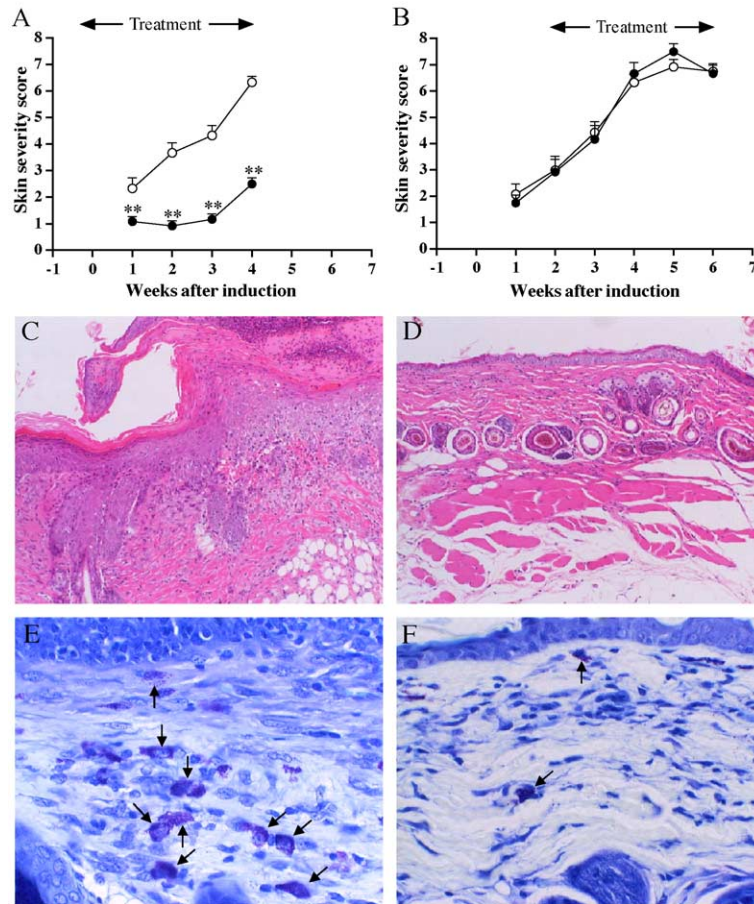 A
Treatment
Skin severity score
8
7
6
5
4
3
2
1
0
**
**
**
**
-1 0 1 2 3 4 5 6 7
Weeks after induction
B
Treatment
Skin severity score
8
7
6
5
4
3
2
1
0
-1 0 1 2 3 4 5 6 7
Weeks after induction
C
D
E
F